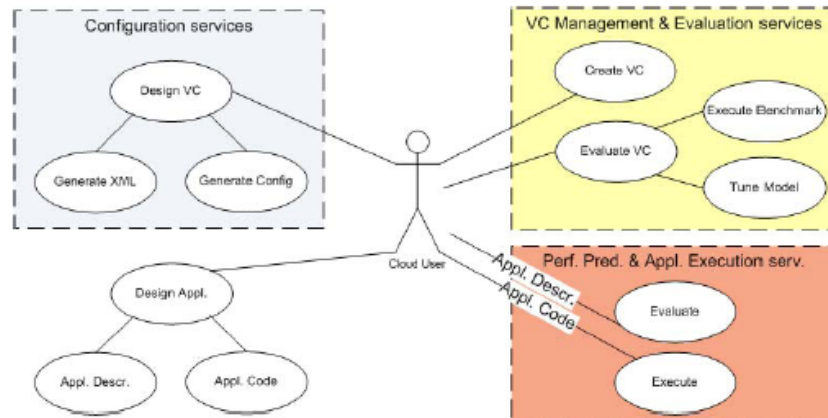 Configuration services
Design VC
Generate XML
Generate Config
VC Management & Evaluation services
Create VC
Execute Benchmark
Evaluate VC
Tune Model
Cloud User
Design Appl.
Appl. Descr.
Appl. Code
Appl. Descr.
Appl. Code
Perf. Pred. & Appl. Execution serv.
Evaluate
Execute